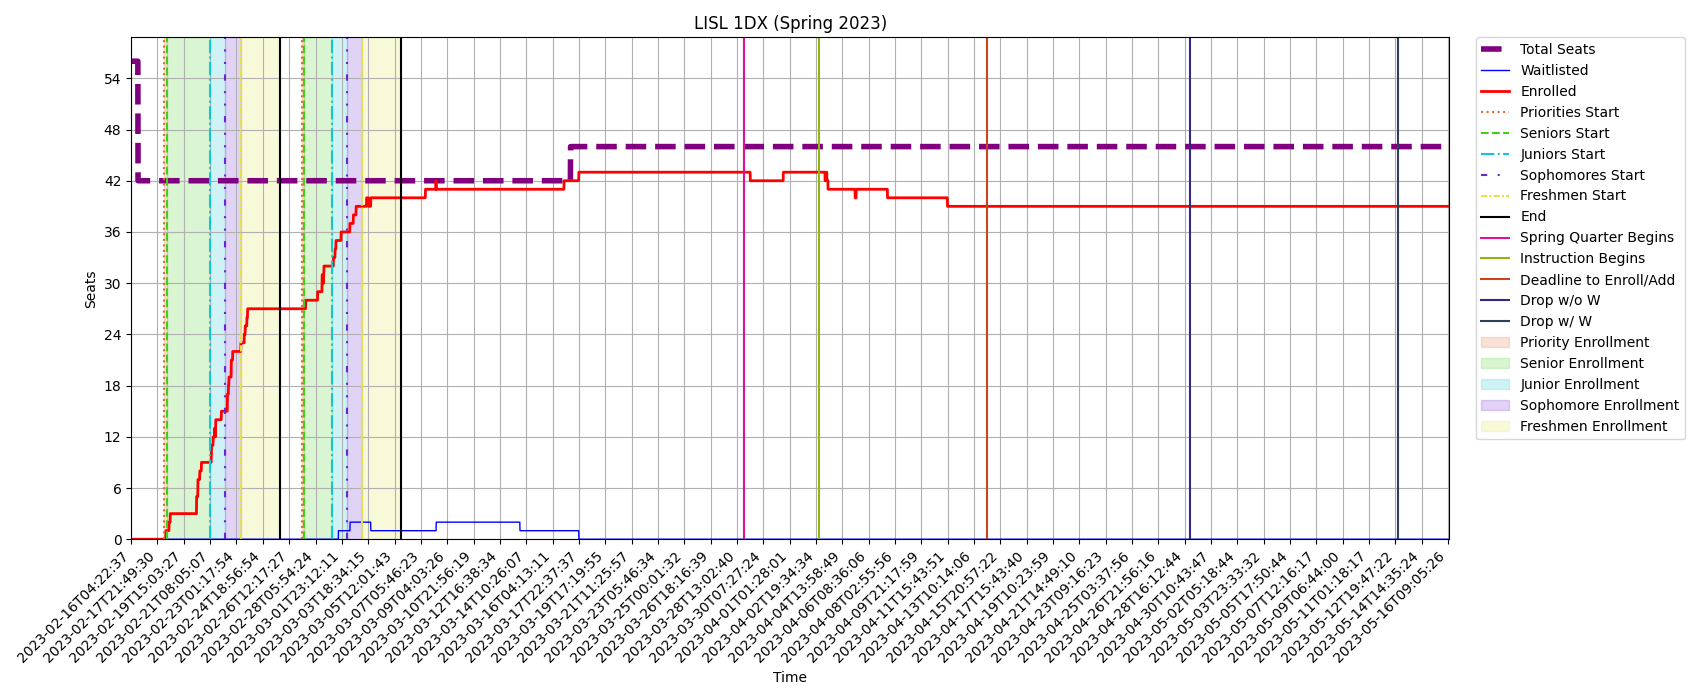 LISL 1DX (Spring 2023)
Seats
54
48
42
36
30
24
18
12
6
0
2023-02-16T04:22:37
2023-02-17T21:49:30
2023-02-19T15:03:27
2023-02-21T08:05:07
2023-02-23T01:17:54
2023-02-24T18:56:54
2023-02-26T12:17:27
2023-02-28T05:54:24
2023-03-01T23:12:11
2023-03-03T18:34:15
2023-03-05T12:01:43
2023-03-07T05:46:23
2023-03-09T04:03:26
2023-03-10T21:56:19
2023-03-12T16:38:34
2023-03-14T10:26:07
2023-03-16T04:13:11
2023-03-17T22:37:37
2023-03-19T17:19:55
2023-03-21T11:25:57
2023-03-23T05:46:34
2023-03-25T00:01:32
2023-03-26T18:16:39
2023-03-28T13:02:40
2023-03-30T07:27:24
2023-04-01T01:28:01
2023-04-02T19:34:34
2023-04-04T13:58:49
2023-04-06T08:36:06
2023-04-08T02:55:56
2023-04-09T21:17:59
2023-04-11T15:43:51
2023-04-13T10:14:06
2023-04-15T20:57:22
2023-04-17T15:43:40
2023-04-19T10:23:59
2023-04-21T14:49:10
2023-04-23T09:16:23
2023-04-25T03:37:56
2023-04-26T21:56:16
2023-04-28T16:12:44
2023-04-30T10:43:47
2023-05-02T05:18:44
2023-05-03T23:33:32
2023-05-05T17:50:44
2023-05-07T12:16:17
2023-05-09T06:44:00
2023-05-11T01:18:17
2023-05-12T19:47:22
2023-05-14T14:35:24
2023-05-16T09:05:26
Time
Total Seats
Waitlisted
Enrolled
Priorities Start
Seniors Start
Juniors Start
Sophomores Start
Freshmen Start
End
Spring Quarter Begins
Instruction Begins
Deadline to Enroll/Add
Drop w/o W
Drop w/ W
Priority Enrollment
Senior Enrollment
Junior Enrollment
Sophomore Enrollment
Freshmen Enrollment